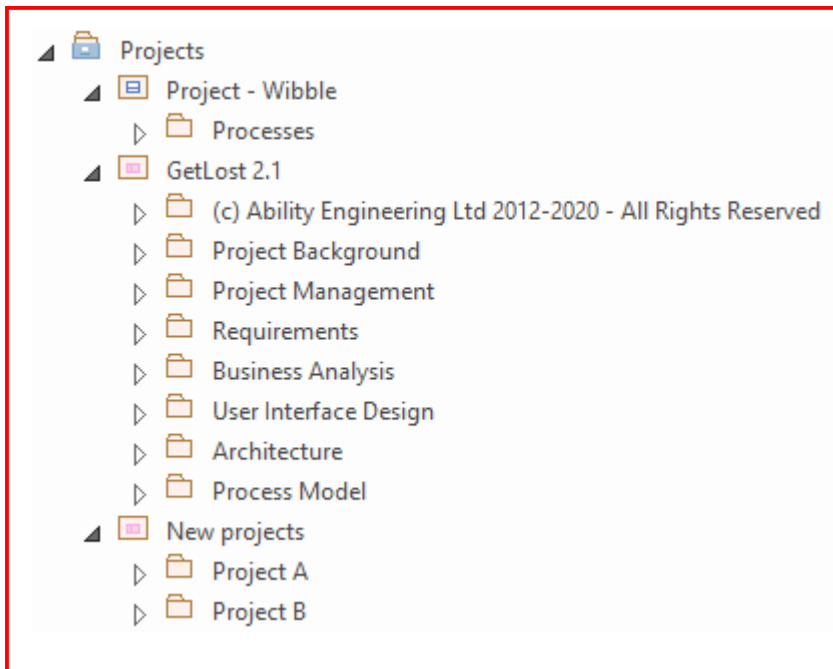 Projects
Project - Wibble
Processes
GetLost 2.1
(c) Ability Engineering Ltd 2012-2020 - All Rights Reserved
Project Background
Project Management
Requirements
Business Analysis
User Interface Design
Architecture
Process Model
New projects
Project A
Project B